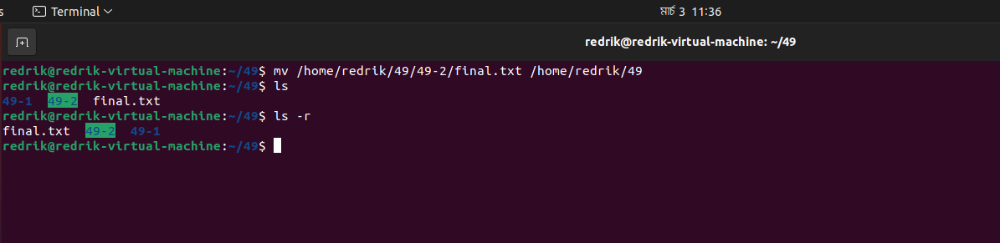 s Terminal মার্চ 3 11:36
redrik@redrik-virtual-machine: ~/49
redrik@redrik-virtual-machine:~/49$ mv /home/redrik/49/49-2/final.txt /home/redrik/49
redrik@redrik-virtual-machine:~/49$ ls
49-1 49-2 final.txt
redrik@redrik-virtual-machine:~/49$ ls -r
final.txt 49-2 49-1
redrik@redrik-virtual-machine:~/49$